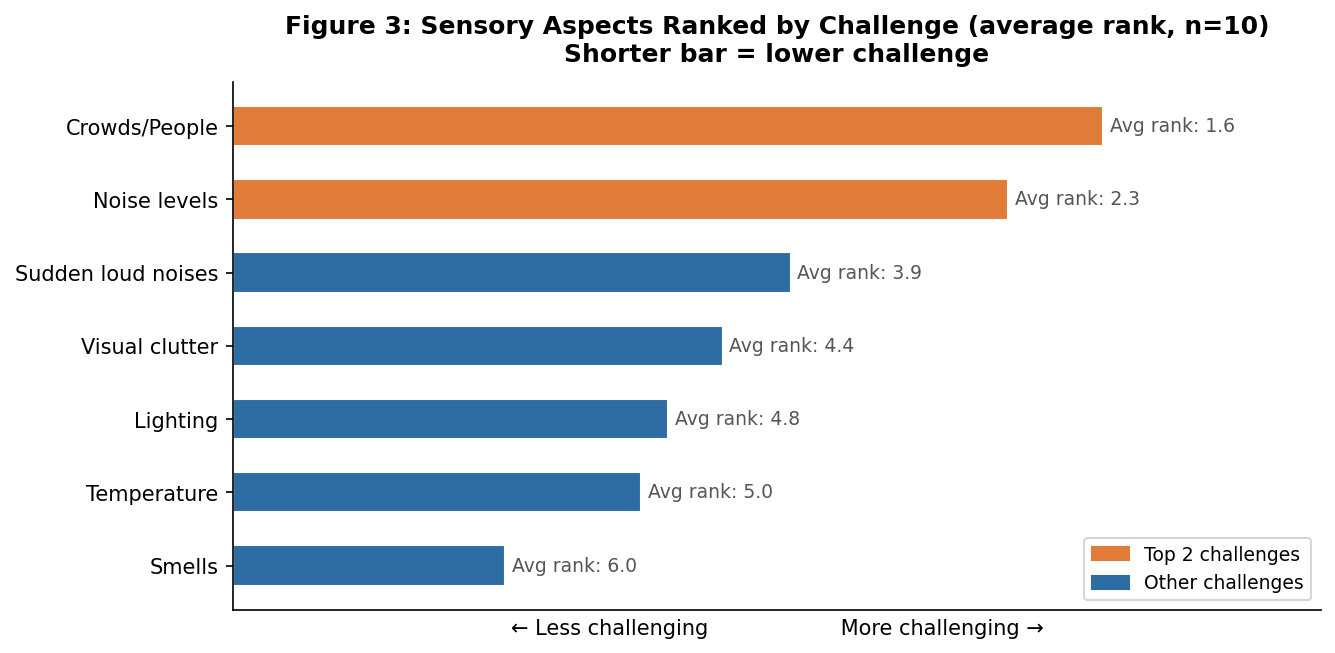 Figure 3: Sensory Aspects Ranked by Challenge (average rank, n=10)
Shorter bar = lower challenge
Crowds/People
Avg rank: 1.6
Noise levels
Avg rank: 2.3
Sudden loud noises
Avg rank: 3.9
Visual clutter
Avg rank: 4.4
Lighting
Avg rank: 4.8
Temperature
Avg rank: 5.0
Smells
Avg rank: 6.0
Top 2 challenges
Other challenges
← Less challenging
More challenging →